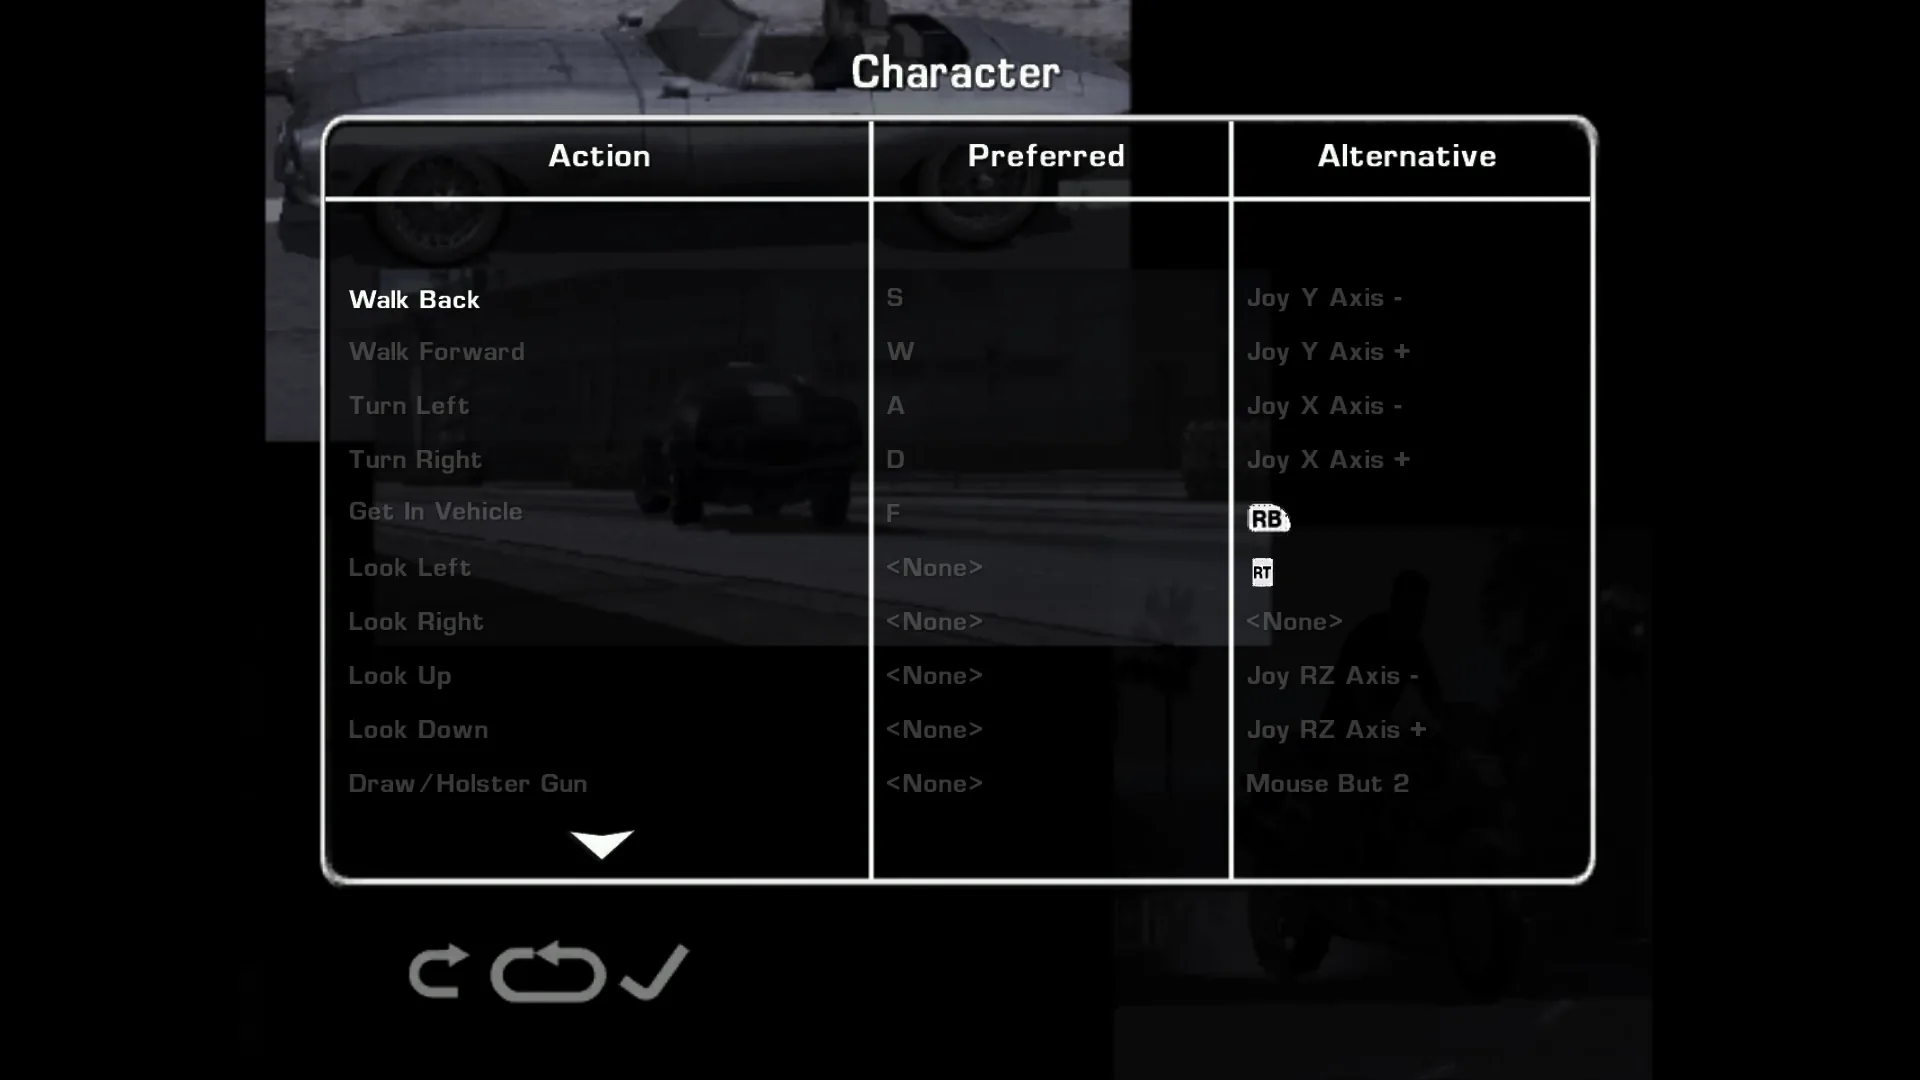 Character
Action Preferred Alternative
Walk Back S Joy Y Axis -
Walk Forward W Joy Y Axis +
Turn Left A Joy X Axis -
Turn Right D Joy X Axis +
Get In Vehicle F RB
Look Left <None> RT
Look Right <None> <None>
Look Up <None> Joy RZ Axis -
Look Down <None> Joy RZ Axis +
Draw/Holster Gun <None> Mouse But 2